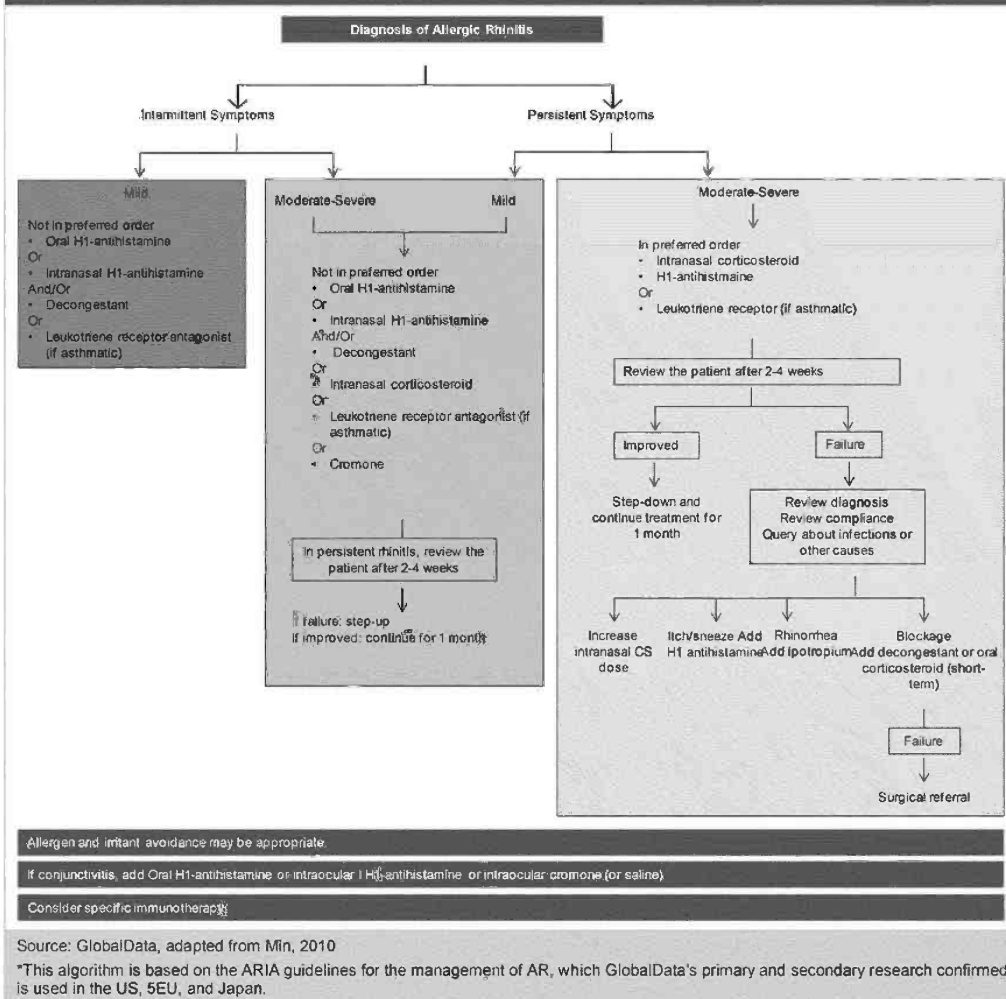 Diagnosis of Allergic Rhinitis
Intermittent Symptoms
Persistent Symptoms
Mild
Not in preferred order
• Oral H1-antihistamine
Or
• Intranasal H1-antihistamine
And/Or
• Decongestant
Or
• Leukotriene receptor antagonist
(if asthmatic)
Moderate-Severe
Mild
Not in preferred order
• Oral H1-antihistamine
Or
• Intranasal H1-antihistamine
And/Or
• Decongestant
Or
• Intranasal corticosteroid
Or
• Leukotriene receptor antagonist (if
asthmatic)
Or
• Cromone
In persistent rhinitis, review the
patient after 2-4 weeks
If failure: step-up
If improved: continue for 1 month
Moderate-Severe
In preferred order
• Intranasal corticosteroid
• H1-antihistmaine
Or
• Leukotriene receptor (if asthmatic)
Review the patient after 2-4 weeks
Improved
Failure
Step-down and
continue treatment for
1 month
Review diagnosis
Review compliance
Query about infections or
other causes
Increase
intranasal CS
dose
Itch/sneeze Add
H1 antihistamine
Rhinorrhea
Add ipotropium
Blockage
Add decongestant or oral
corticosteroid (short-
term)
Failure
Surgical referral
Allergen and irritant avoidance may be appropriate.
If conjunctivitis, add Oral H1-antihistamine or intraocular H1-antihistamine or intraocular cromone (or saline)
Consider specific immunotherapy
Source: GlobalData, adapted from Min, 2010
*This algorithm is based on the ARIA guidelines for the management of AR, which GlobalData's primary and secondary research confirmed
is used in the US, 5EU, and Japan.